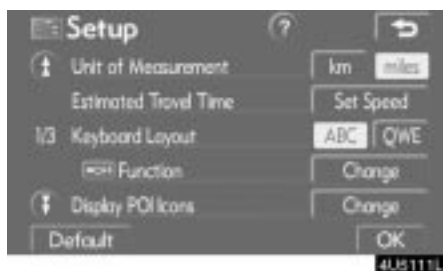 Setup
?
Unit of Measurement km miles
Estimated Travel Time Set Speed
1/3 Keyboard Layout ABC QWE
Function Change
Display POI Icons Change
Default OK
4U5111L